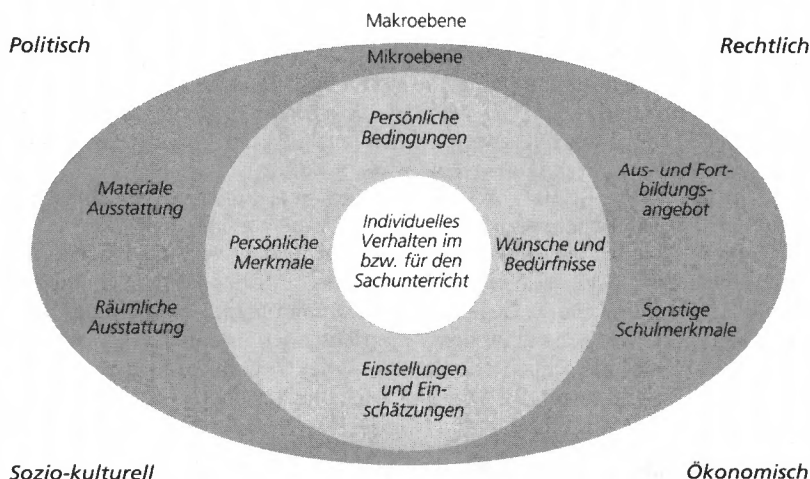 Makroebene
Politisch
Rechtlich
Mikroebene
Persönliche
Bedingungen
Materiale
Ausstattung
Aus- und Fort-
bildungs-
angebot
Persönliche
Merkmale
Individuelles
Verhalten im
bzw. für den
Sachunterricht
Wünsche und
Bedürfnisse
Räumliche
Ausstattung
Sonstige
Schulmerkmale
Einstellungen
und Ein-
schätzungen
Sozio-kulturell
Ökonomisch